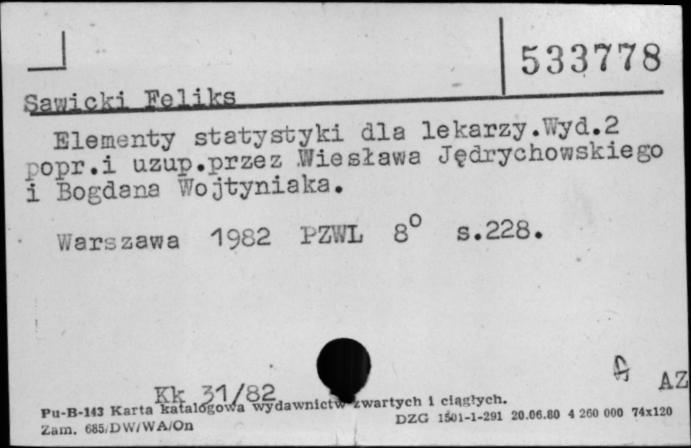 533778
Sawicki Feliks
Elementy statystyki dla lekarzy.Wyd.2
popr.i uzup.przez Wiesława Jędrychowskiego
i Bogdana Wojtyniaka.
Warszawa 1982 PZWL 8° s.228.
Kk 31/82
AZ
Pu-B-143 Karta katalogowa wydawnictw zwartych i ciągłych.
Zam. 685/DW/WA/On DZG 1501-1-291 20.06.80 4 260 000 74x120